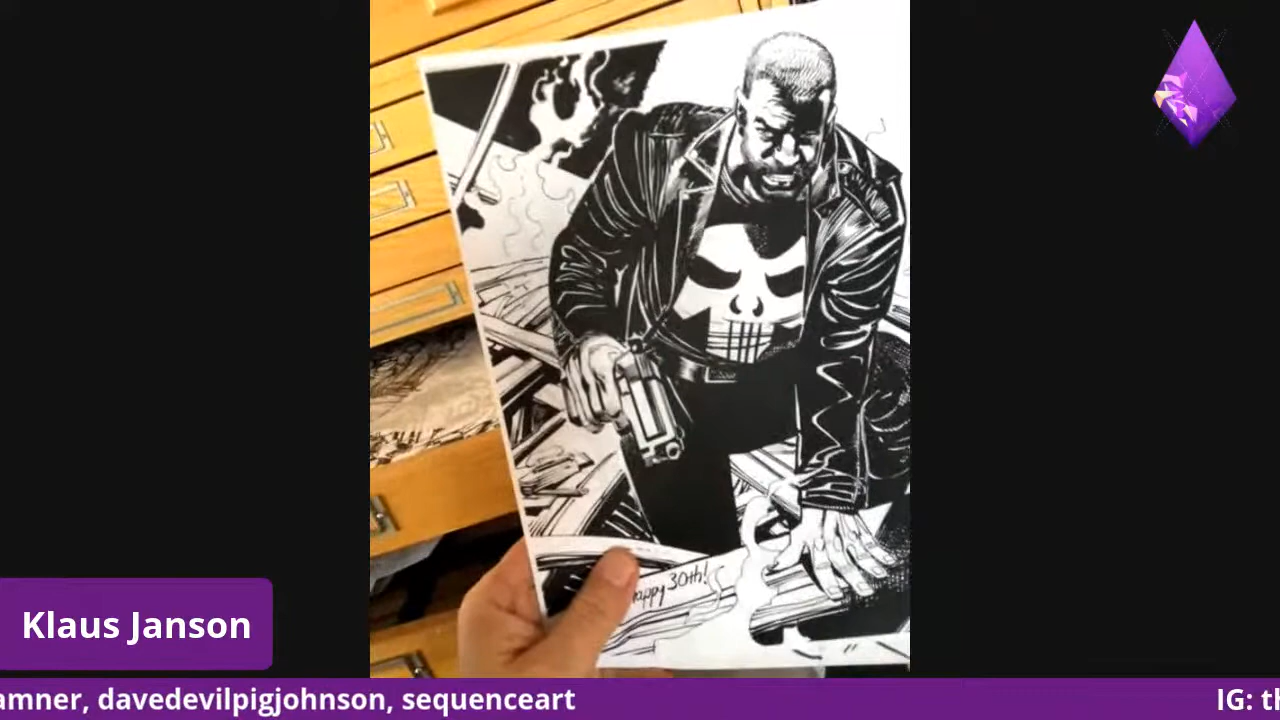 appy 30th!
Klaus Janson
amner, davedevilpigjohnson, sequenceart
IG: th